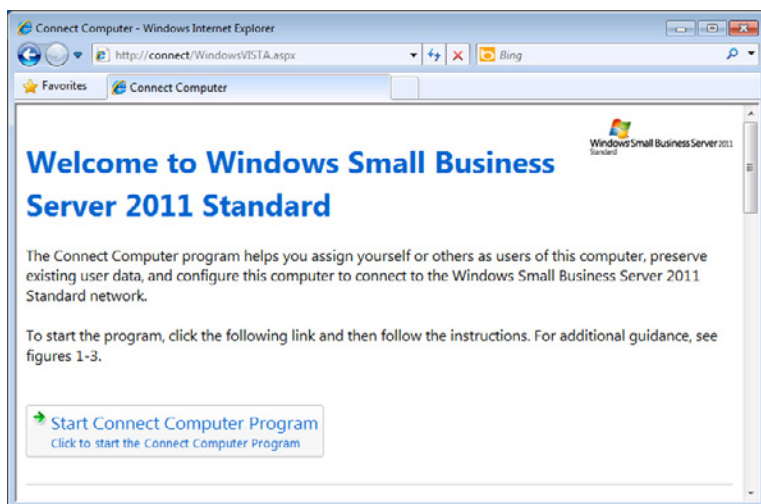 Connect Computer - Windows Internet Explorer
http://connect/WindowsVISTA.aspx
Bing
Favorites
Connect Computer
Windows Small Business Server 2011
Standard
Welcome to Windows Small Business
Server 2011 Standard
The Connect Computer program helps you assign yourself or others as users of this computer, preserve
existing user data, and configure this computer to connect to the Windows Small Business Server 2011
Standard network.
To start the program, click the following link and then follow the instructions. For additional guidance, see
figures 1-3.
Start Connect Computer Program
Click to start the Connect Computer Program